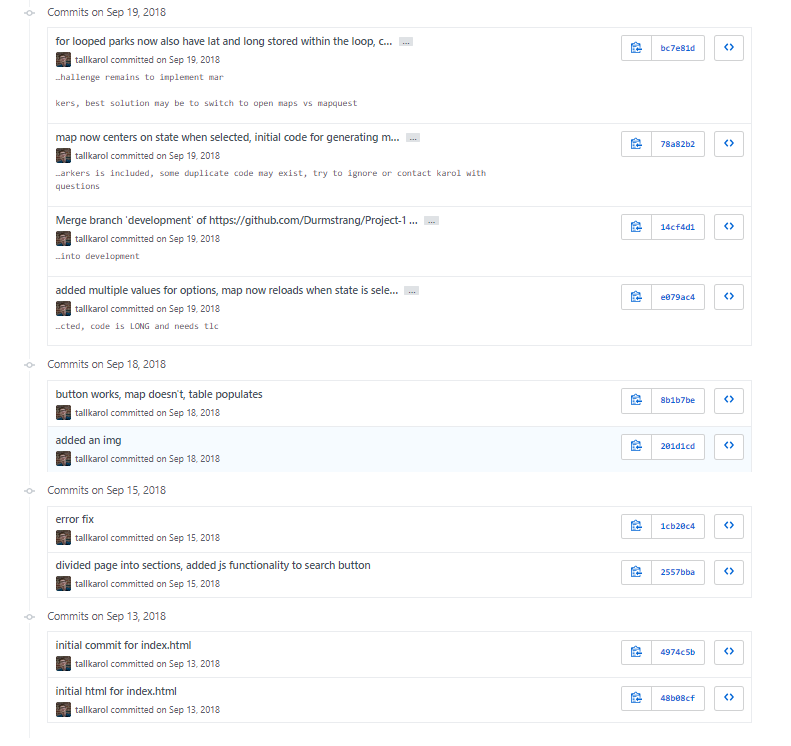 Commits on Sep 19, 2018
for looped parks now also have lat and long stored within the loop, c... ...
bc7e81d
tallkarol committed on Sep 19, 2018
…hallenge remains to implement mar
kers, best solution may be to switch to open maps vs mapquest
map now centers on state when selected, initial code for generating m... ...
78a82b2
tallkarol committed on Sep 19, 2018
…arkers is included, some duplicate code may exist, try to ignore or contact karol with
questions
Merge branch 'development' of https://github.com/Durmstrang/Project-1 ... ...
14cf4d1
tallkarol committed on Sep 19, 2018
…into development
added multiple values for options, map now reloads when state is sele... ...
e079ac4
tallkarol committed on Sep 19, 2018
…cted, code is LONG and needs tlc
Commits on Sep 18, 2018
button works, map doesn't, table populates
8b1b7be
tallkarol committed on Sep 18, 2018
added an img
201d1cd
tallkarol committed on Sep 18, 2018
Commits on Sep 15, 2018
error fix
1cb20c4
tallkarol committed on Sep 15, 2018
divided page into sections, added js functionality to search button
2557bba
tallkarol committed on Sep 15, 2018
Commits on Sep 13, 2018
initial commit for index.html
4974c5b
tallkarol committed on Sep 13, 2018
initial html for index.html
48b08cf
tallkarol committed on Sep 13, 2018